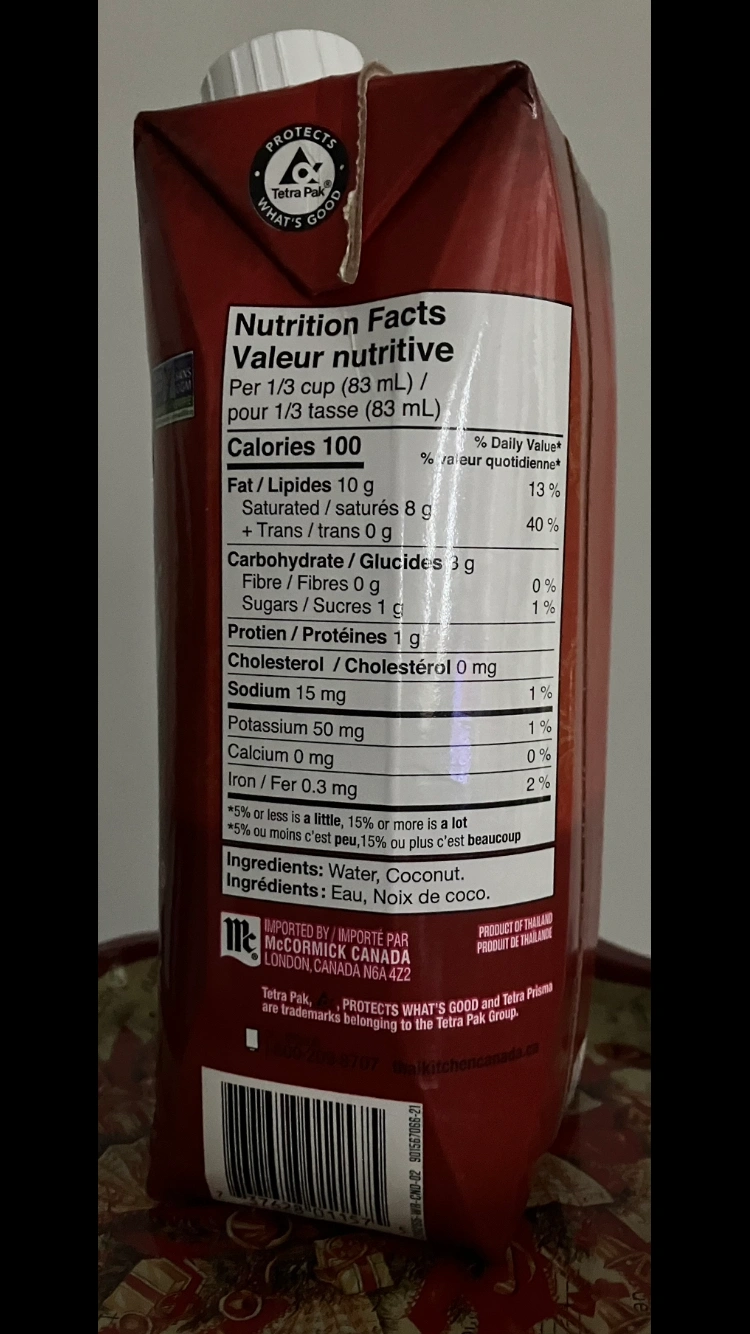 PROTECTS
Tetra Pak®
WHAT'S GOOD
Nutrition Facts
Valeur nutritive
Per 1/3 cup (83 mL) /
pour 1/3 tasse (83 mL)
Calories 100
% Daily Value*
% valeur quotidienne*
Fat / Lipides 10 g 13 %
Saturated / saturés 8 g
+ Trans / trans 0 g 40 %
Carbohydrate / Glucides 3 g
Fibre / Fibres 0 g 0 %
Sugars / Sucres 1 g 1 %
Protien / Protéines 1 g
Cholesterol / Cholestérol 0 mg
Sodium 15 mg 1 %
Potassium 50 mg 1 %
Calcium 0 mg 0 %
Iron / Fer 0.3 mg 2 %
*5% or less is a little, 15% or more is a lot
*5% ou moins c'est peu,15% ou plus c'est beaucoup
Ingredients: Water, Coconut.
Ingrédients: Eau, Noix de coco.
Mc®
IMPORTED BY / IMPORTÉ PAR
McCORMICK CANADA
LONDON, CANADA N6A 4Z2
PRODUCT OF THAILAND
PRODUIT DE THAÏLANDE
Tetra Pak, , PROTECTS WHAT'S GOOD and Tetra Prisma
are trademarks belonging to the Tetra Pak Group.
thaikitchencanada.ca
901567066-21